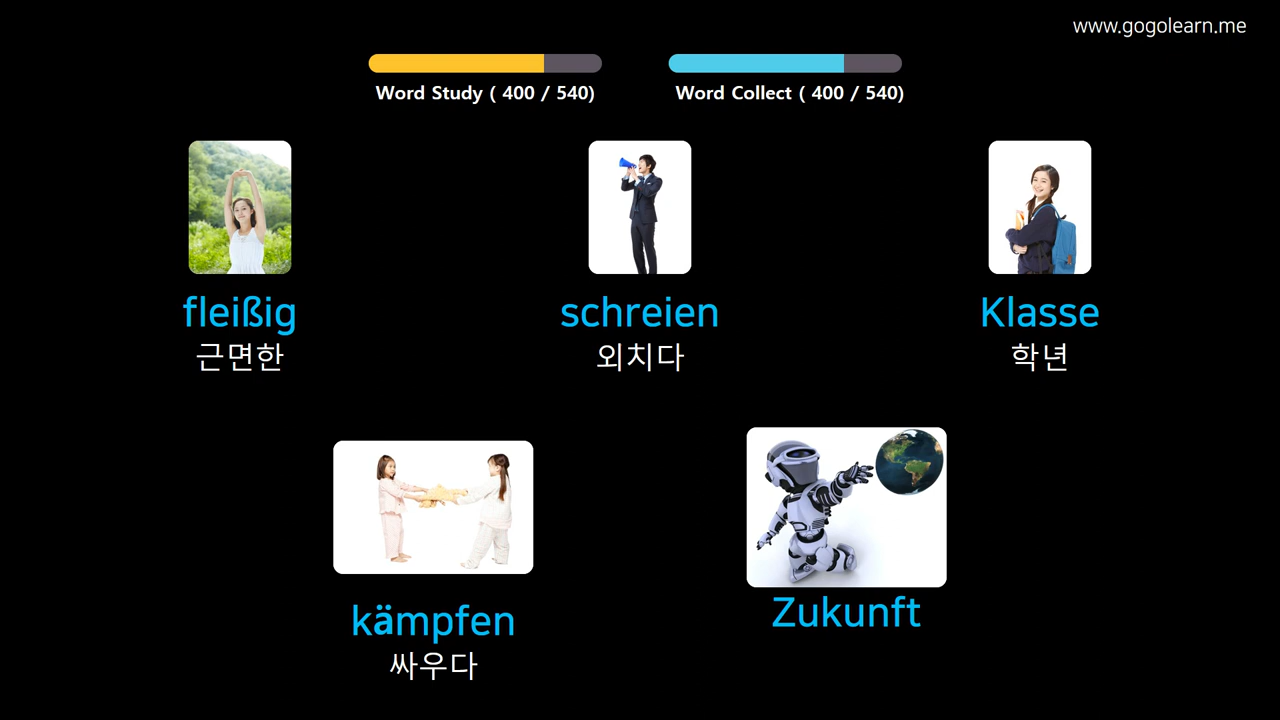 www.gogolearn.me
Word Study ( 400 / 540)
Word Collect ( 400 / 540)
fleißig
근면한
schreien
외치다
Klasse
학년
kämpfen
싸우다
Zukunft